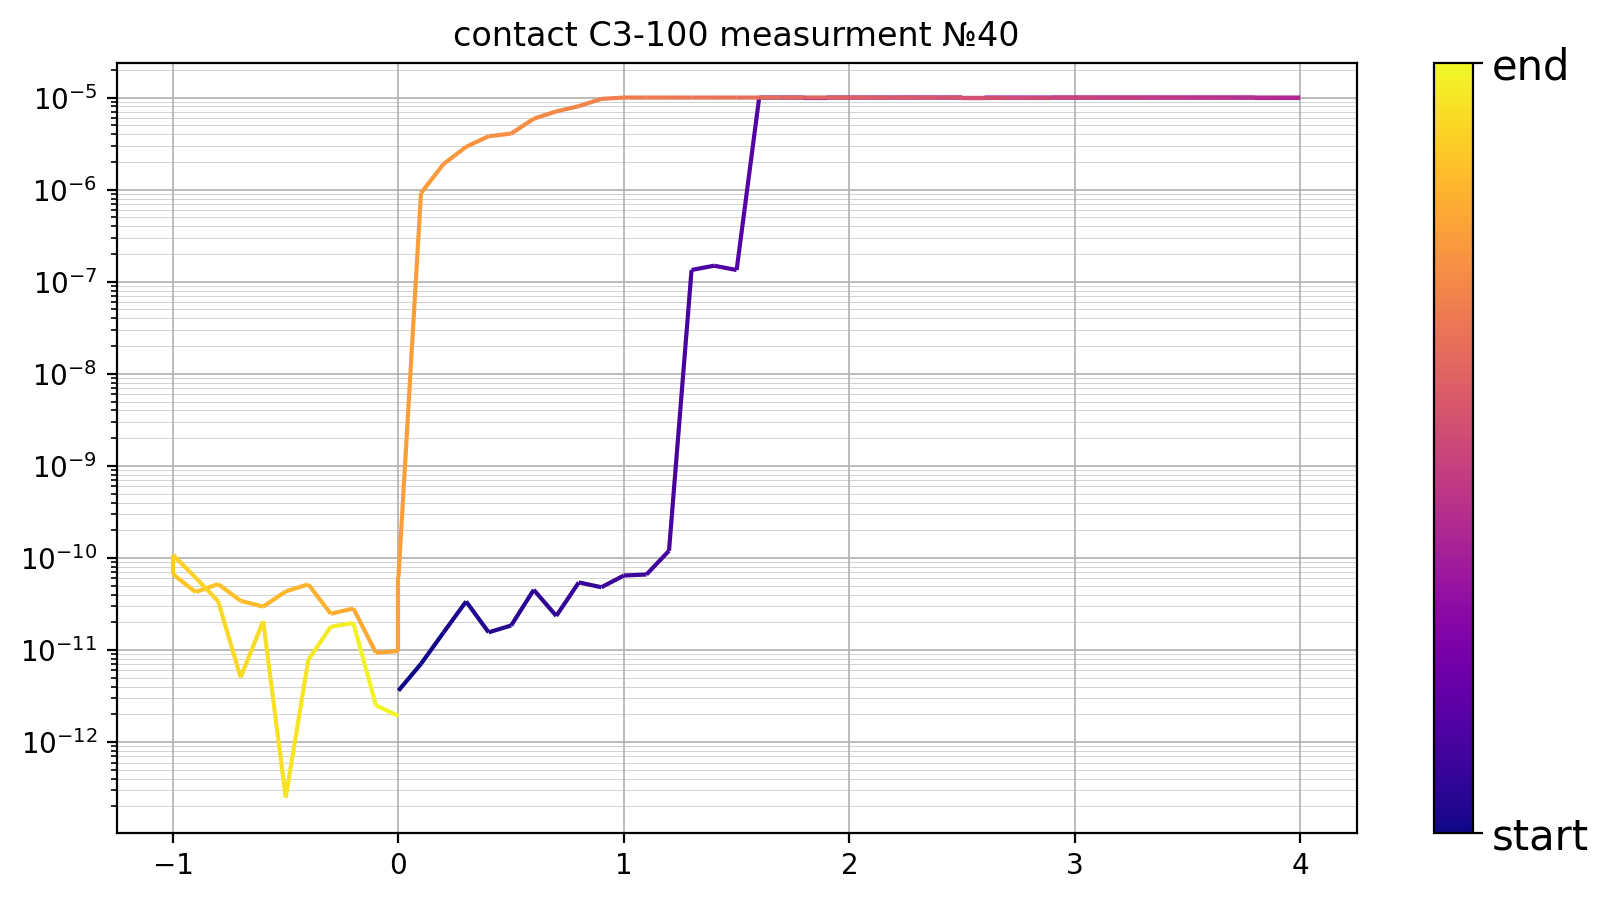 contact C3-100 measurment №40
10⁻⁵
10⁻⁶
10⁻⁷
10⁻⁸
10⁻⁹
10⁻¹⁰
10⁻¹¹
10⁻¹²
−1 0 1 2 3 4
end
start